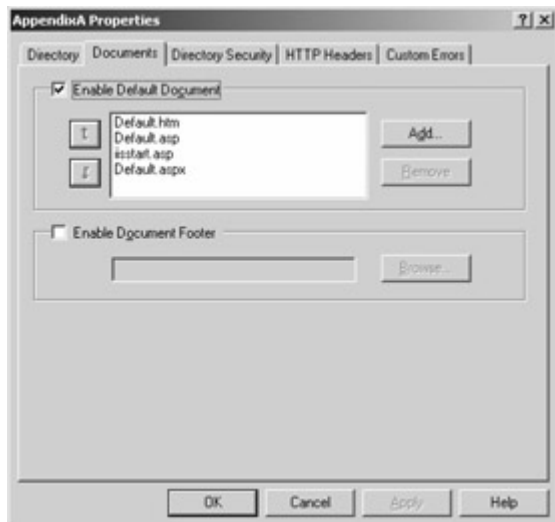 AppendixA Properties
Directory Documents Directory Security HTTP Headers Custom Errors
Enable Default Document
Default.htm
Default.asp
iisstart.asp
Default.aspx
Add...
Remove
Enable Document Footer
Browse...
OK Cancel Apply Help